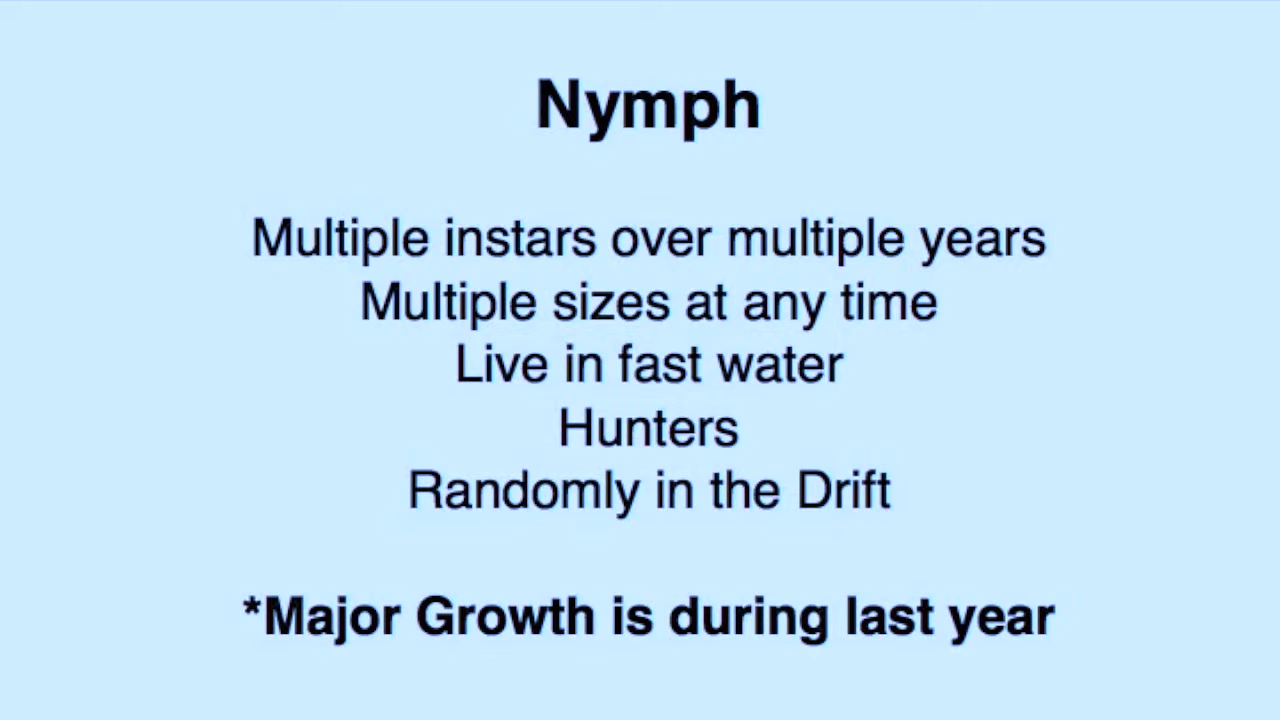 Nymph
Multiple instars over multiple years
Multiple sizes at any time
Live in fast water
Hunters
Randomly in the Drift
*Major Growth is during last year